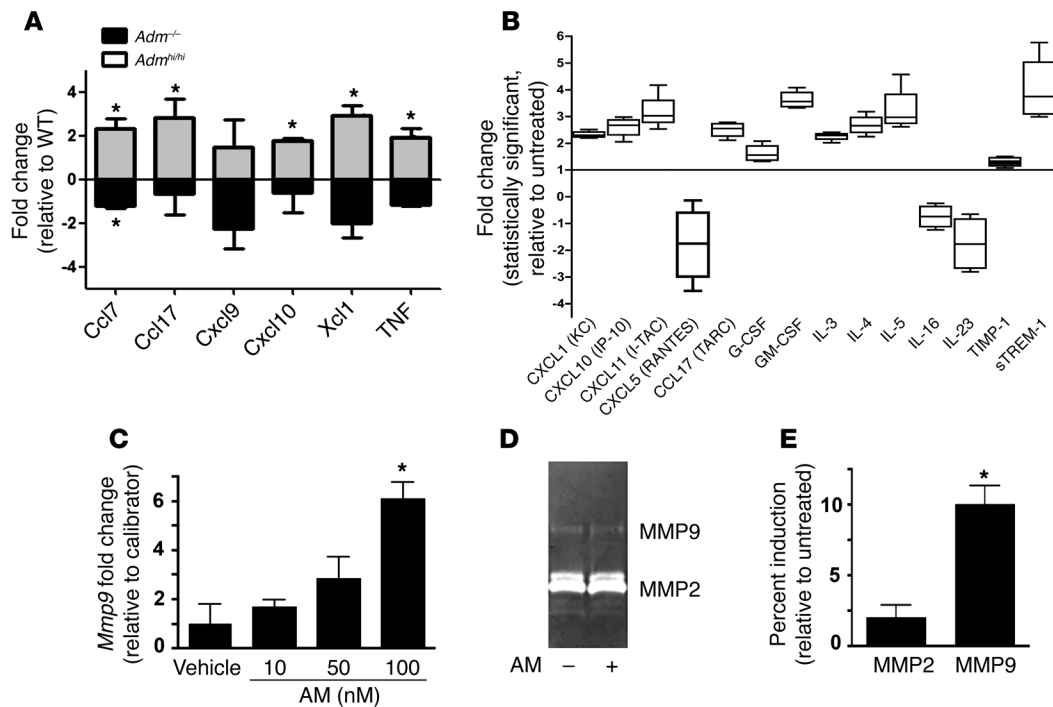 A
Adm–/–
Admhi/hi
Fold change
(relative to WT)
4
2
0
-2
-4
*
*
*
*
*
*
Ccl7
Ccl17
Cxcl9
Cxcl10
Xcl1
TNF
B
Fold change
(statistically significant,
relative to untreated)
6
5
4
3
2
1
0
-1
-2
-3
-4
CXCL1 (KC)
CXCL10 (IP-10)
CXCL11 (I-TAC)
CXCL5 (RANTES)
CCL17 (TARC)
G-CSF
GM-CSF
IL-3
IL-4
IL-5
IL-16
IL-23
TIMP-1
sTREM-1
C
Mmp9 fold change
(relative to calibrator)
6
4
2
0
*
Vehicle 10 50 100
AM (nM)
D
MMP9
MMP2
AM – +
E
Percent induction
(relative to untreated)
10
5
0
*
MMP2 MMP9